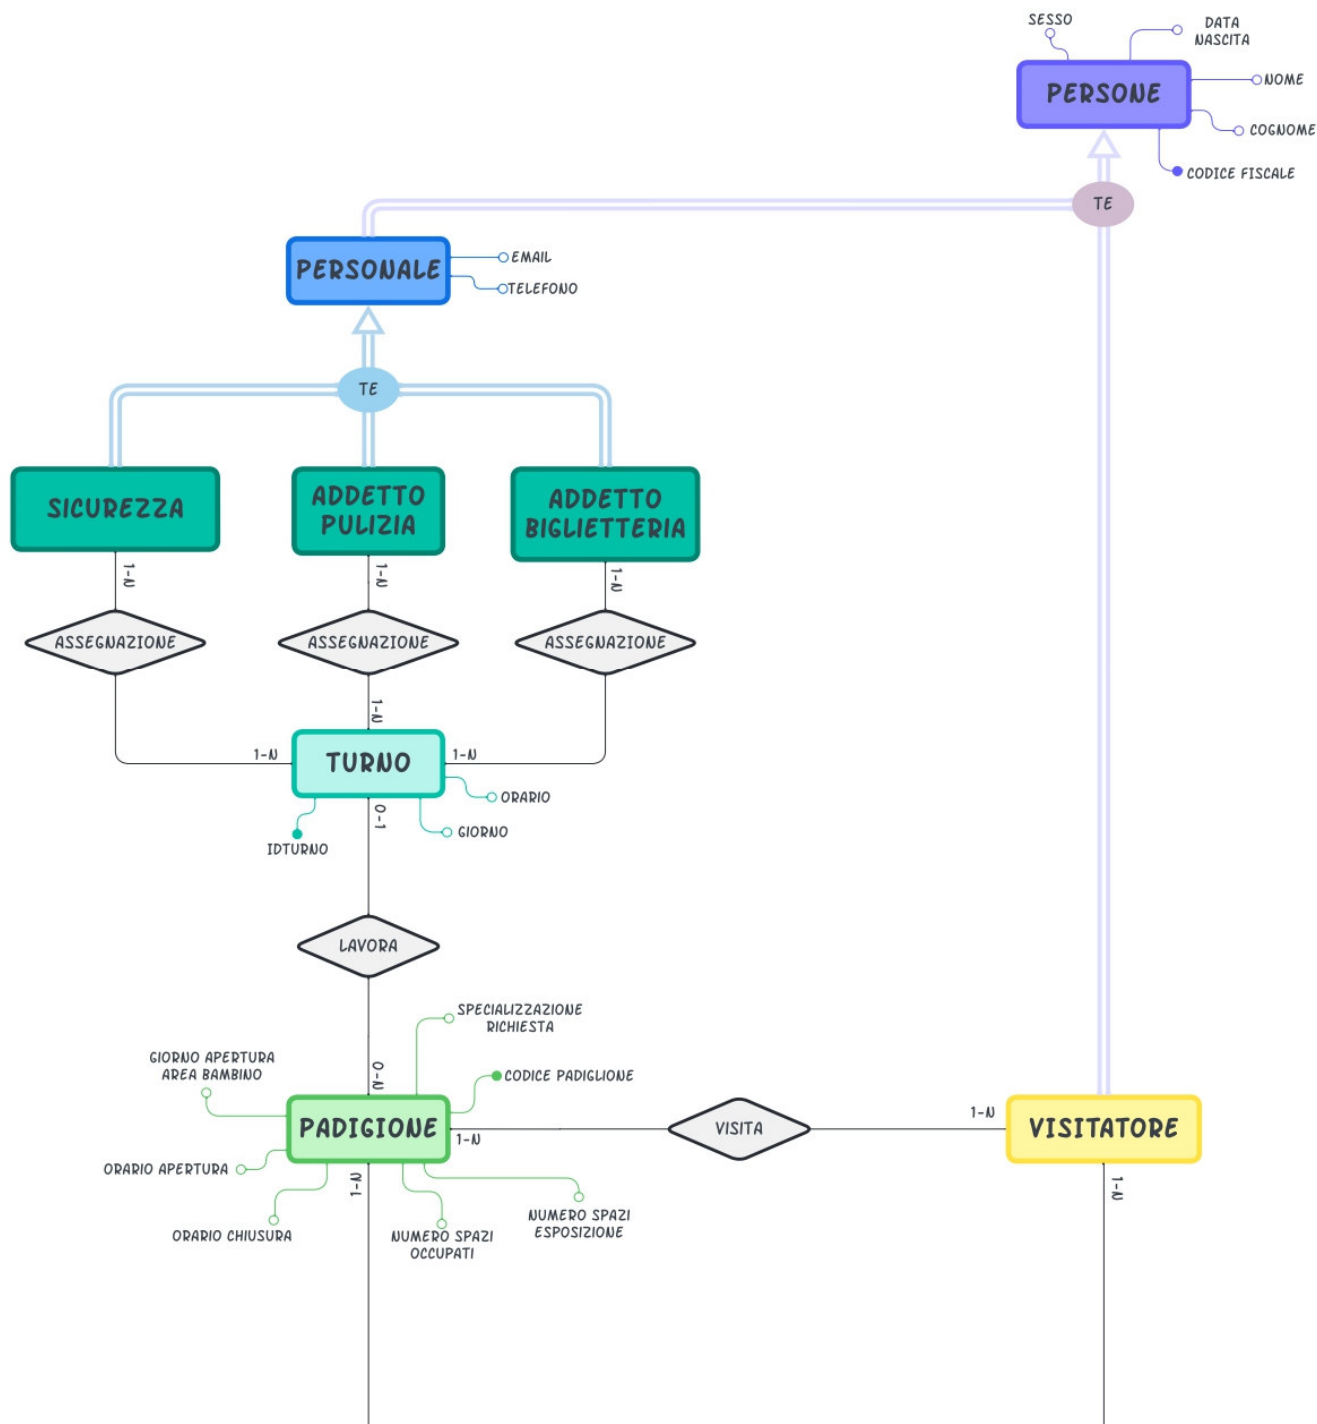 SESSO
DATA
NASCITA
PERSONE
NOME
COGNOME
CODICE FISCALE
TE
PERSONALE
EMAIL
TELEFONO
TE
SICUREZZA
ADDETTO
PULIZIA
ADDETTO
BIGLIETTERIA
1-N
1-N
1-N
ASSEGNAZIONE
ASSEGNAZIONE
ASSEGNAZIONE
1-N
1-N
TURNO
1-N
ORARIO
0-1
GIORNO
IDTURNO
LAVORA
SPECIALIZZAZIONE
RICHIESTA
GIORNO APERTURA
AREA BAMBINO
0-N
CODICE PADIGLIONE
PADIGIONE
1-N
VISITA
1-N
VISITATORE
ORARIO APERTURA
1-N
1-N
ORARIO CHIUSURA
NUMERO SPAZI
OCCUPATI
NUMERO SPAZI
ESPOSIZIONE